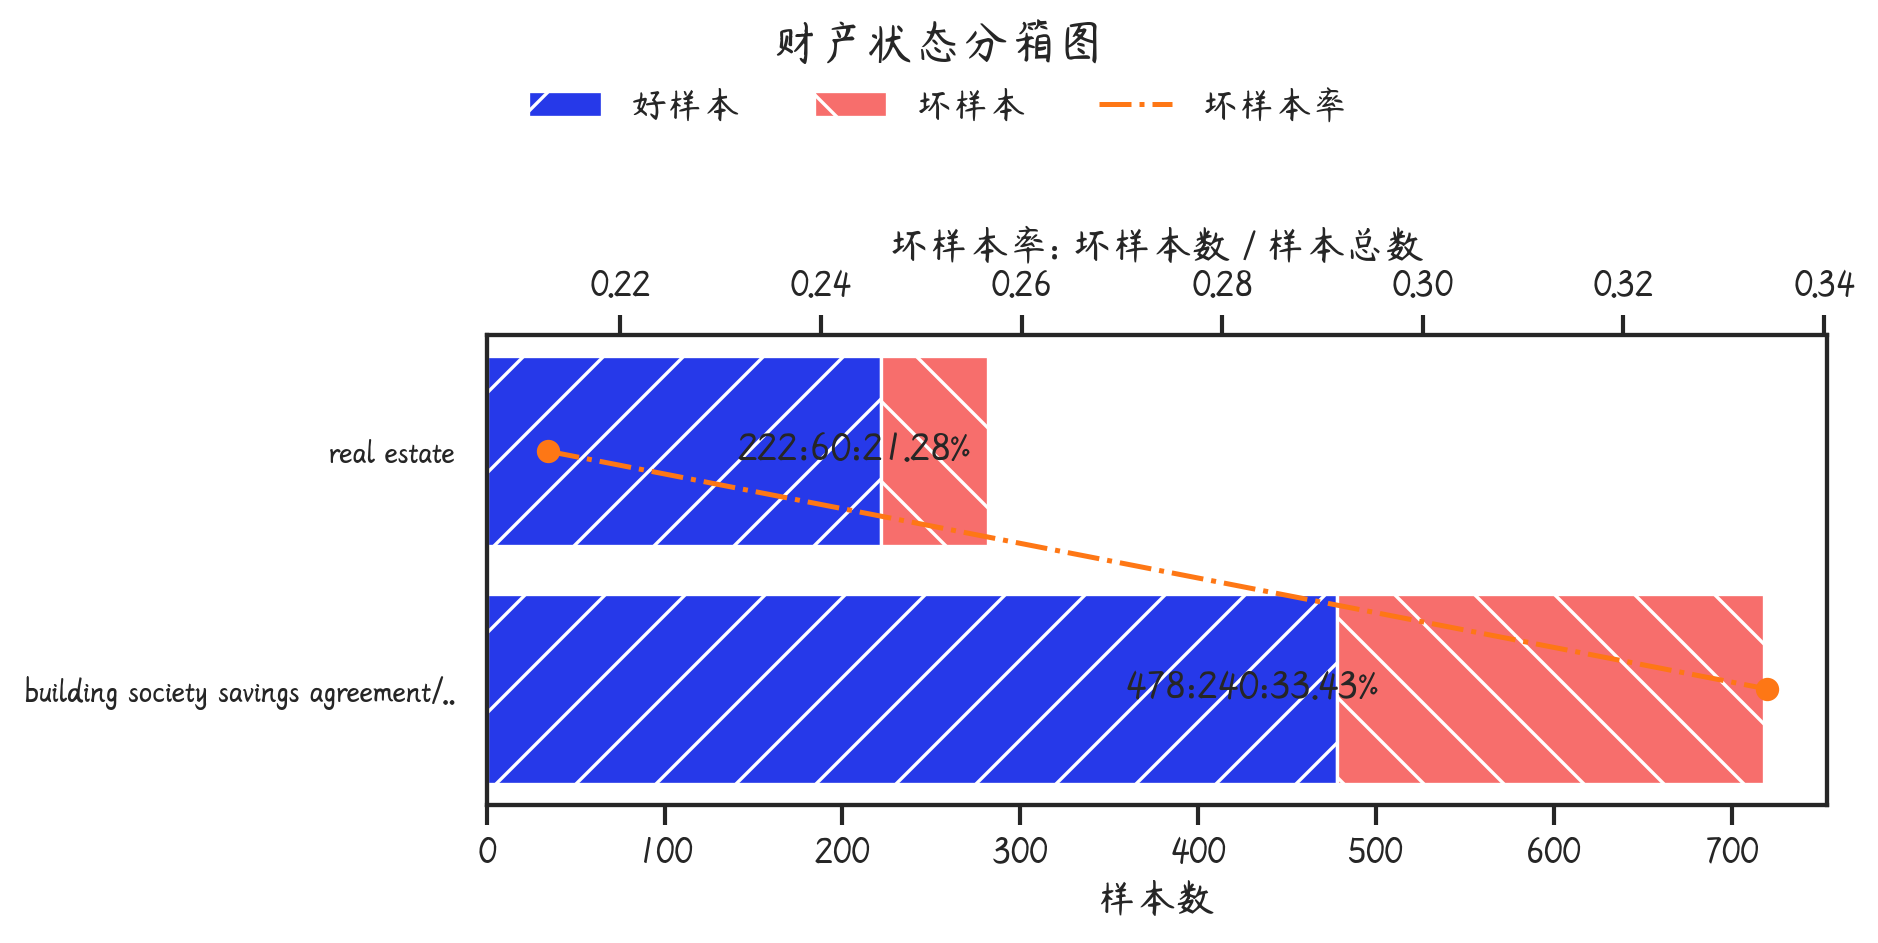 财产状态分箱图
好样本 坏样本 坏样本率
坏样本率: 坏样本数 / 样本总数
0.22 0.24 0.26 0.28 0.30 0.32 0.34
real estate 222:60:21.28%
building society savings agreement/.. 478:240:33.43%
0 100 200 300 400 500 600 700
样本数